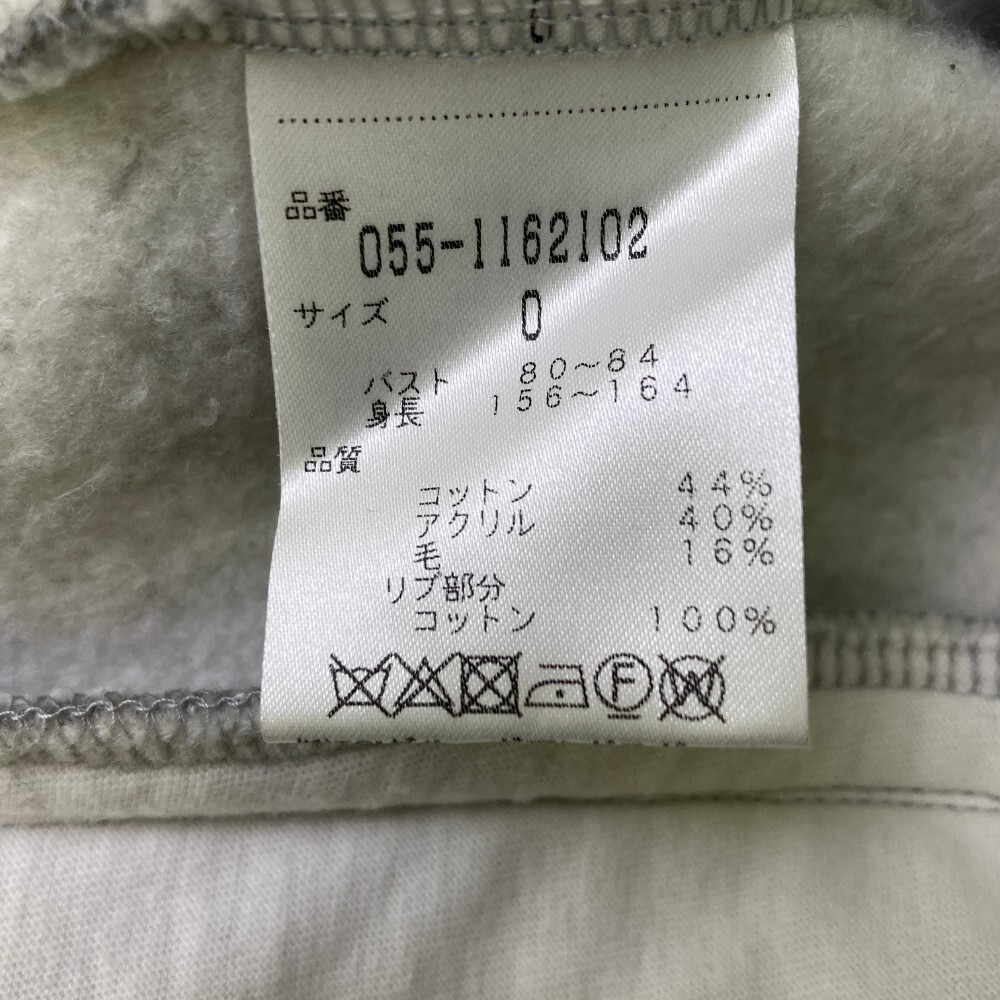 品番
055-1162102
サイズ 0
バスト 80～84
身長 156～164
品質
コットン 44%
アクリル 40%
毛 16%
リブ部分
コットン 100%
F W